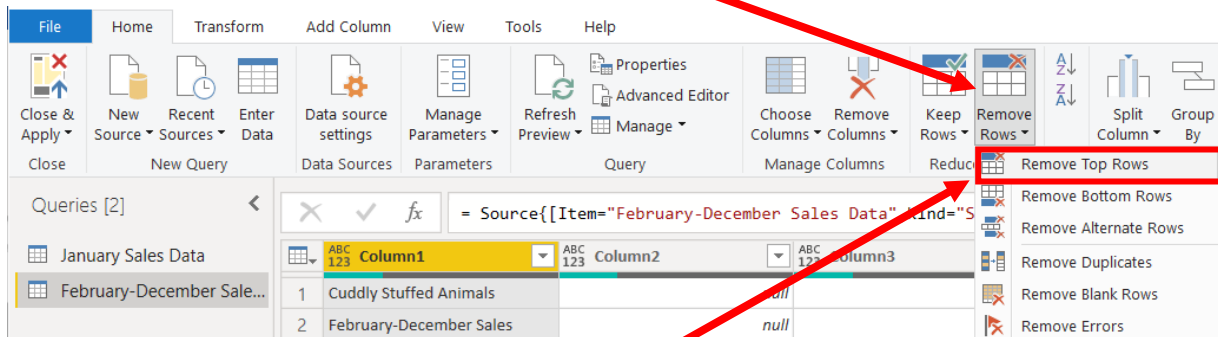 File Home Transform Add Column View Tools Help
Close & Apply
New Source
Recent Sources
Enter Data
Data source settings
Manage Parameters
Refresh Preview
Properties
Advanced Editor
Manage
Choose Columns
Remove Columns
Keep Rows
Remove Rows
A Z
Z A
Split Column
Group By
Close
New Query
Data Sources
Parameters
Query
Manage Columns
Reduc
Remove Top Rows
Remove Bottom Rows
Remove Alternate Rows
Remove Duplicates
Remove Blank Rows
Remove Errors
Queries [2]
January Sales Data
February-December Sale...
fx
= Source{[Item="February-December Sales Data" Kind="S
ABC 123 Column1
ABC 123 Column2
ABC 123 Column3
1 Cuddly Stuffed Animals null
2 February-December Sales null